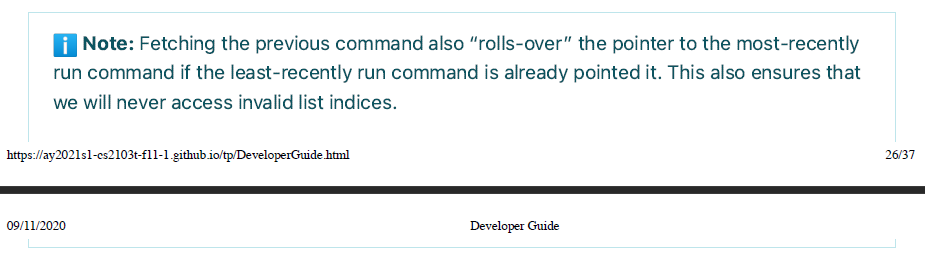 Note: Fetching the previous command also “rolls-over” the pointer to the most-recently
run command if the least-recently run command is already pointed it. This also ensures that
we will never access invalid list indices.
https://ay2021s1-cs2103t-f11-1.github.io/tp/DeveloperGuide.html 26/37
09/11/2020 Developer Guide